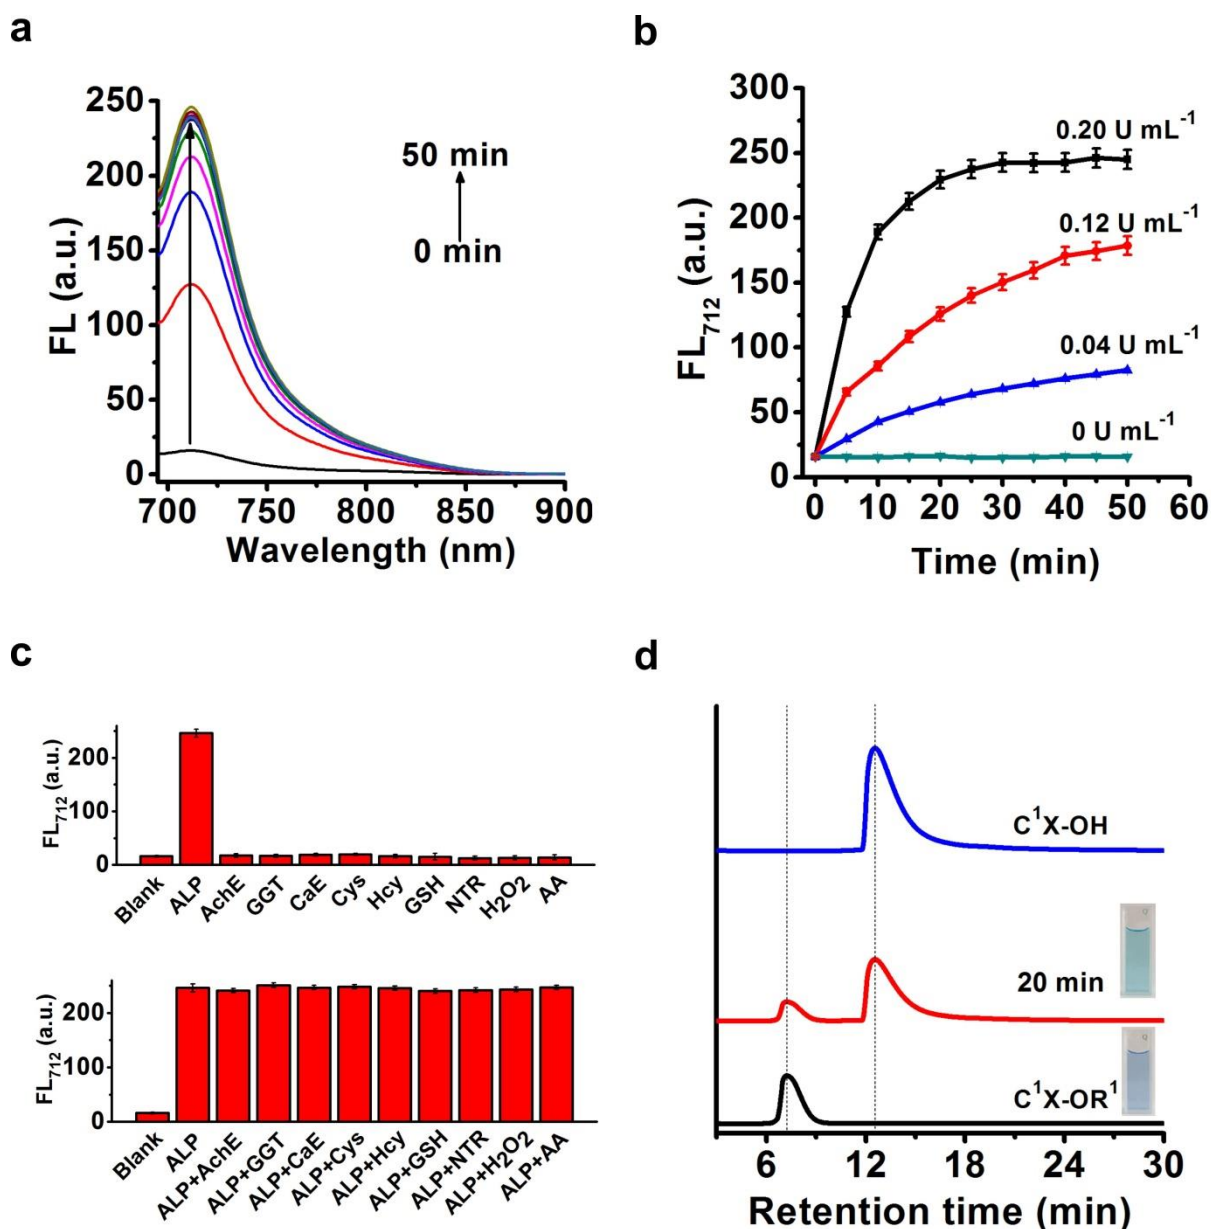 a
250
200
150
100
50
0
FL (a.u.)
50 min
0 min
700 750 800 850 900
Wavelength (nm)
b
300
250
200
150
100
50
0
FL₇₁₂ (a.u.)
0.20 U mL⁻¹
0.12 U mL⁻¹
0.04 U mL⁻¹
0 U mL⁻¹
0 10 20 30 40 50 60
Time (min)
c
200
100
0
FL₇₁₂ (a.u.)
Blank ALP AchE GGT CaE Cys Hcy GSH NTR H₂O₂ AA
200
100
0
FL₇₁₂ (a.u.)
Blank ALP ALP+AchE ALP+GGT ALP+CaE ALP+Cys ALP+Hcy ALP+GSH ALP+NTR ALP+H₂O₂ ALP+AA
d
C¹X-OH
20 min
C¹X-OR¹
6 12 18 24 30
Retention time (min)